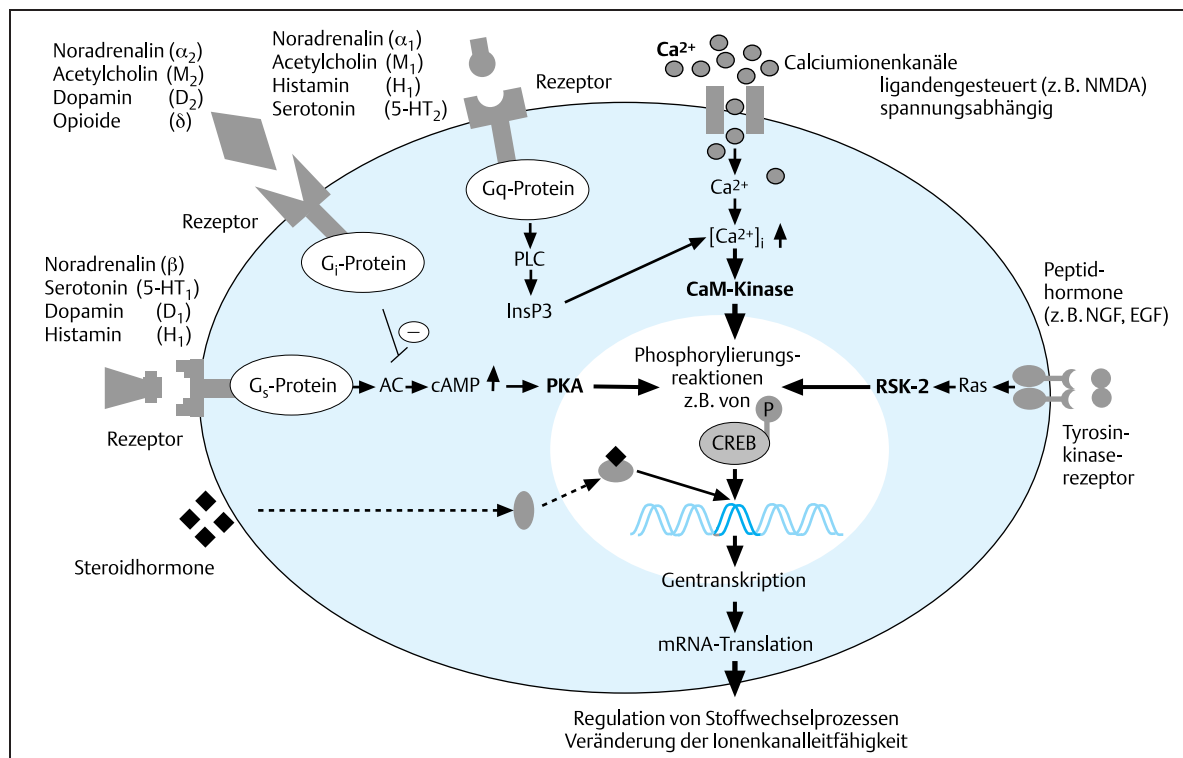 Noradrenalin (α₂)
Acetylcholin (M₂)
Dopamin (D₂)
Opioide (δ)
Noradrenalin (α₁)
Acetylcholin (M₁)
Histamin (H₁)
Serotonin (5-HT₂)
Rezeptor
Ca²⁺
Calciumionenkanäle
ligandengesteuert (z. B. NMDA)
spannungsabhängig
Rezeptor
Gq-Protein
Ca²⁺
Gᵢ-Protein
PLC
[Ca²⁺]ᵢ
InsP3
CaM-Kinase
Noradrenalin (β)
Serotonin (5-HT₁)
Dopamin (D₁)
Histamin (H₁)
Peptid-
hormone
(z. B. NGF, EGF)
Gₛ-Protein
AC
cAMP
PKA
Phosphorylierungs-
reaktionen
z.B. von
RSK-2
Ras
P
CREB
Rezeptor
Tyrosin-
kinase-
rezeptor
Steroidhormone
Gentranskription
mRNA-Translation
Regulation von Stoffwechselprozessen
Veränderung der Ionenkanalleitfähigkeit